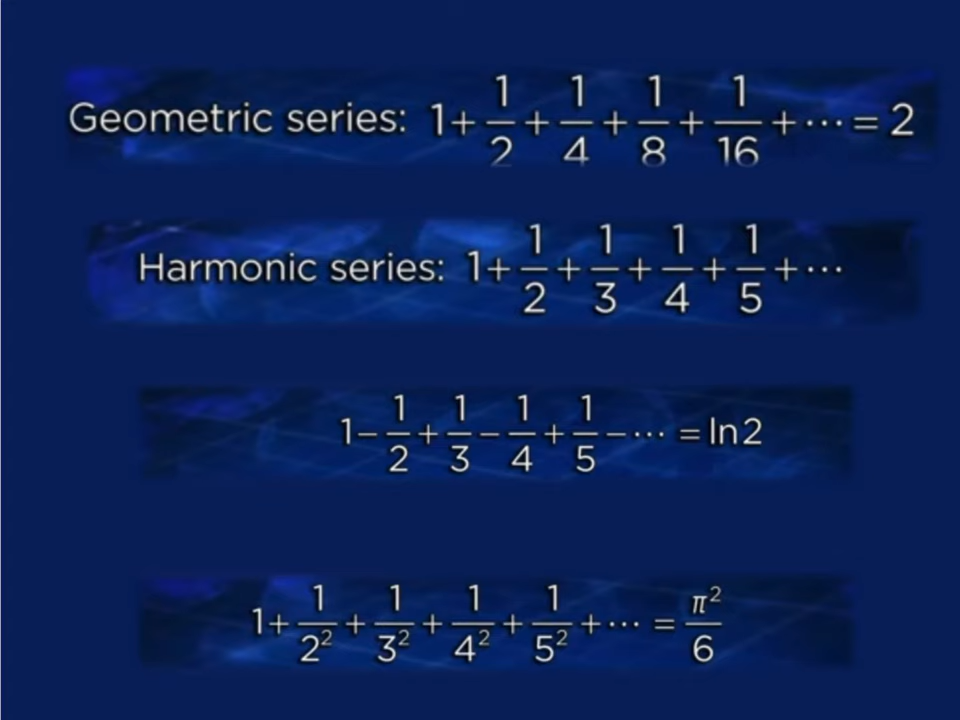 Geometric series: 1+1/2+1/4+1/8+1/16+⋯=2
Harmonic series: 1+1/2+1/3+1/4+1/5+⋯
1−1/2+1/3−1/4+1/5−⋯=ln2
1+1/2²+1/3²+1/4²+1/5²+⋯=π²/6